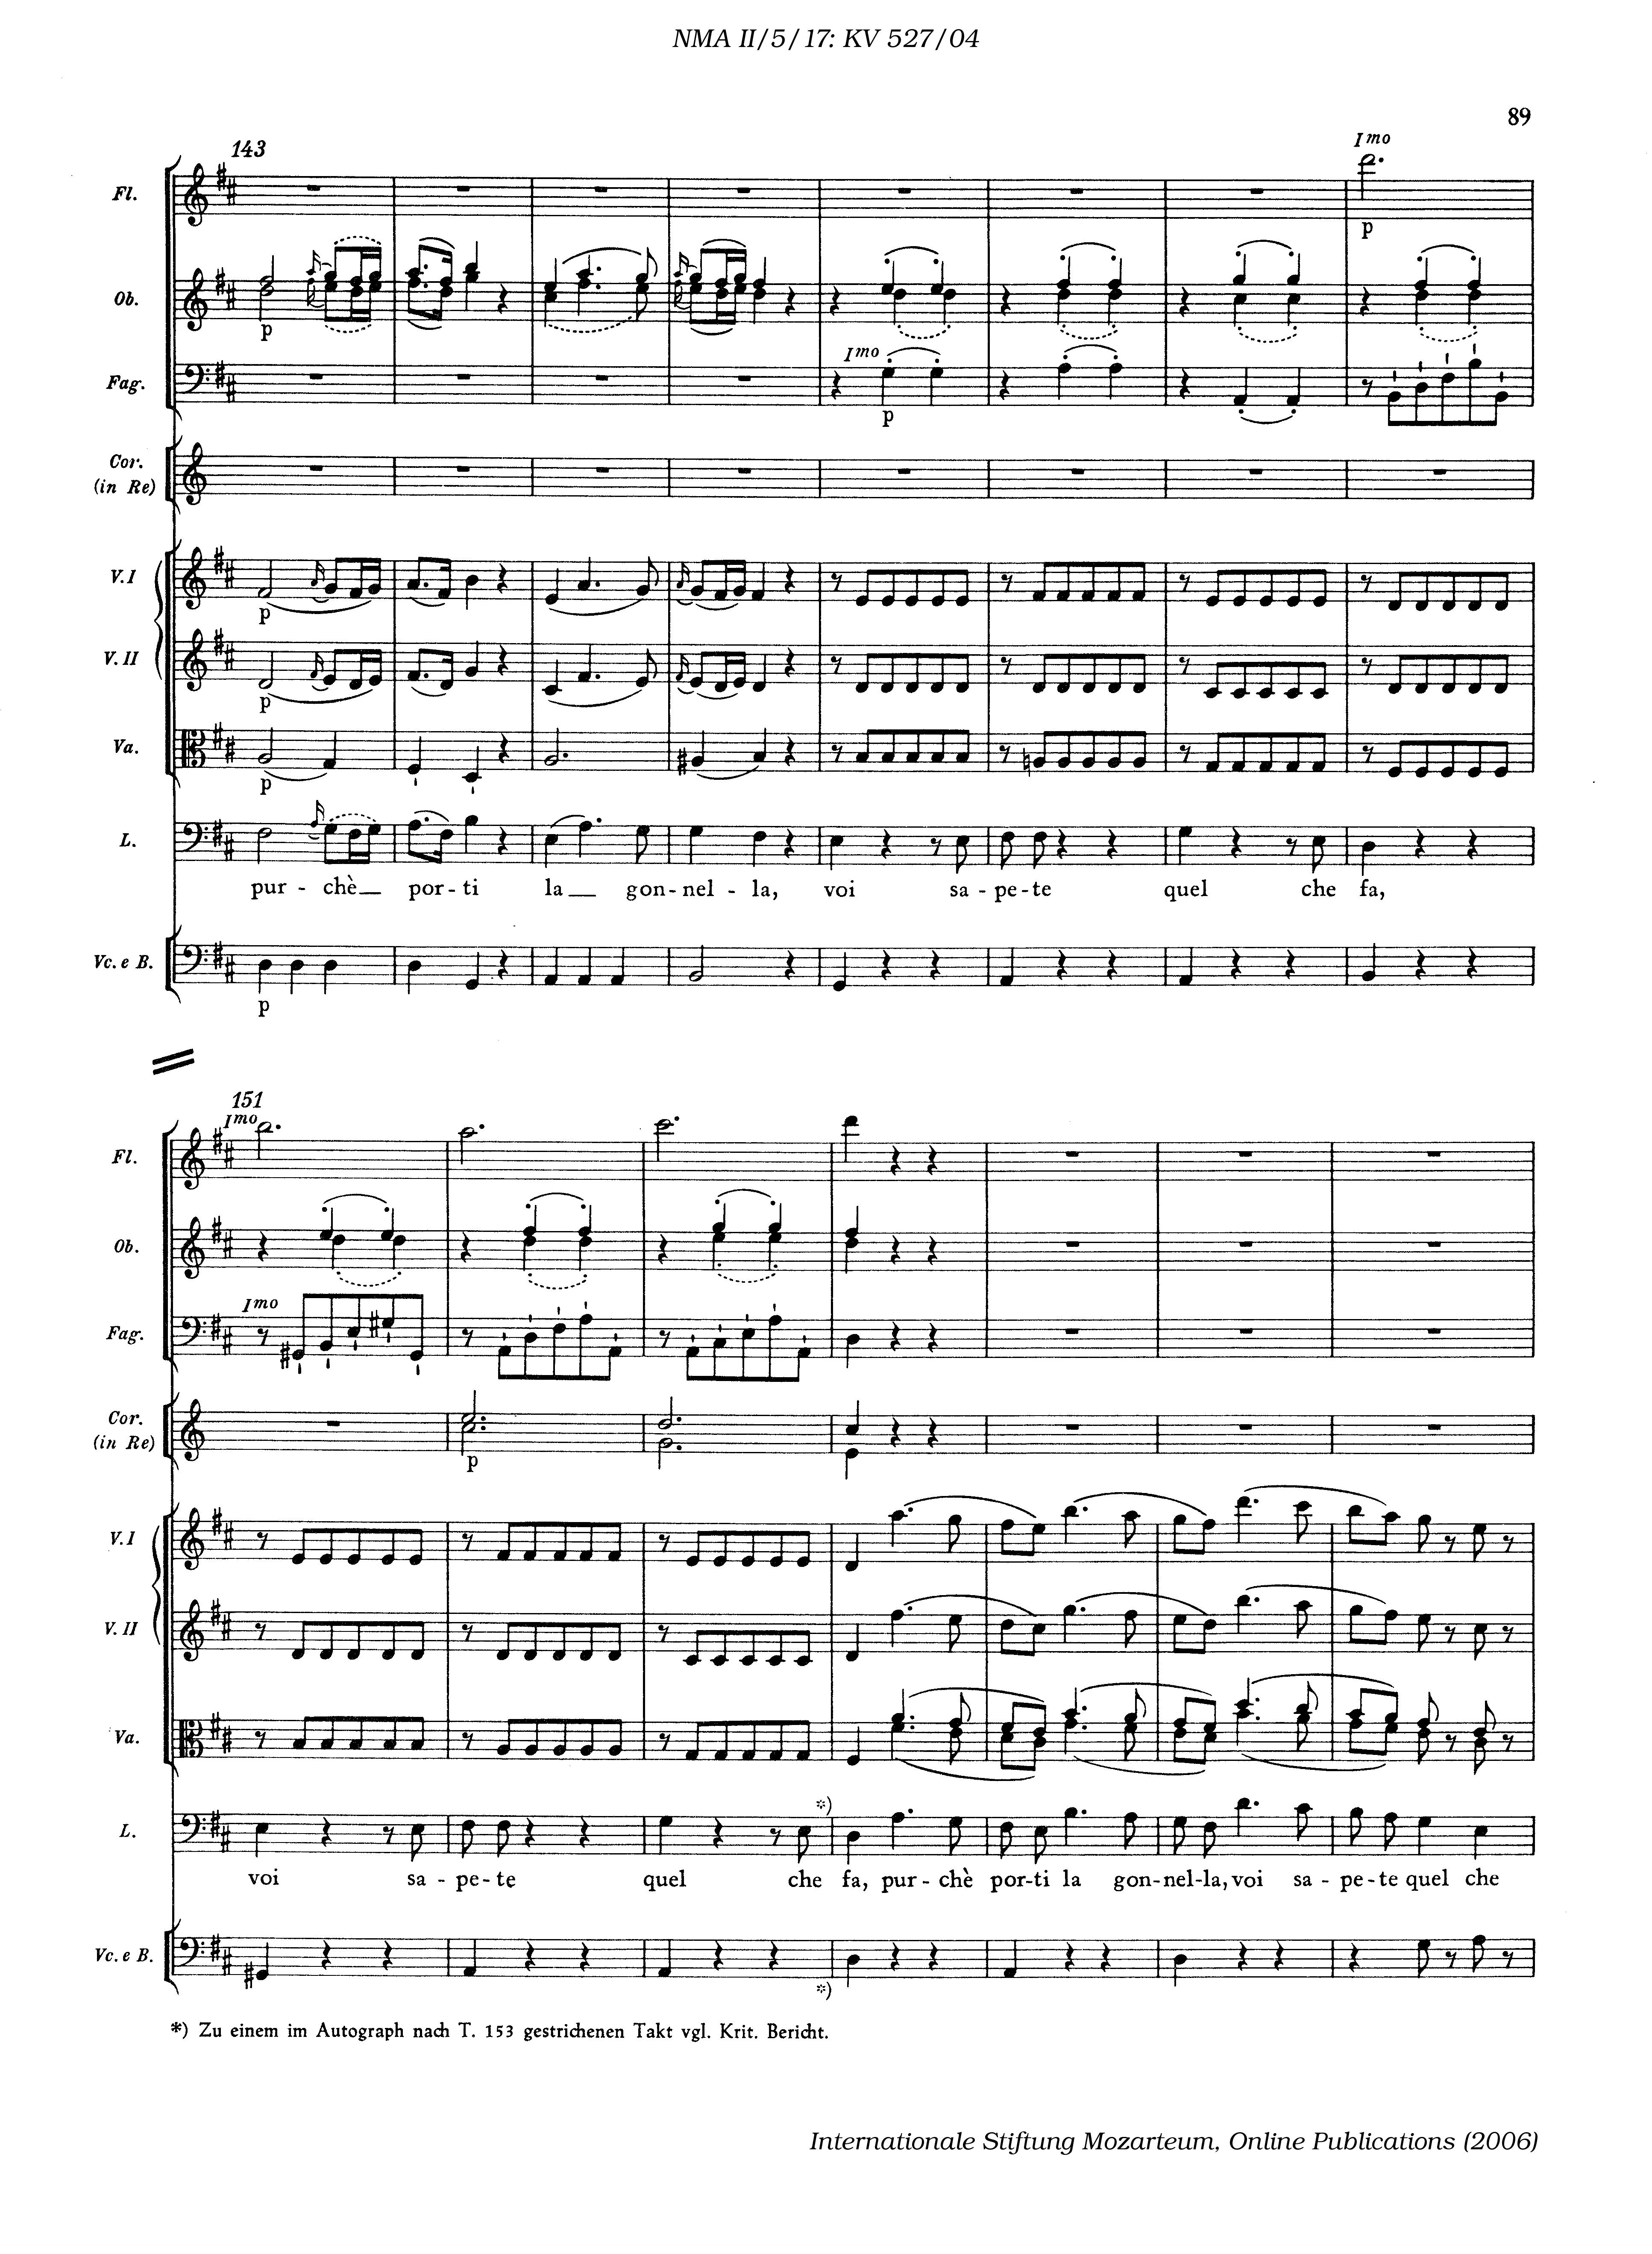 NMA II/5/17: KV 527/04
89
143
Imo
Fl.
p
Ob.
p
Fag.
Imo
p
Cor.
(in Re)
V.I
p
V. II
p
Va.
p
L.
pur - chè por - ti la gon - nel - la, voi sa - pe - te quel che fa,
Vc. e B.
p
151
Imo
Fl.
Ob.
Imo
Fag.
Cor.
(in Re)
p
V.I
V. II
Va.
*)
L.
voi sa - pe - te quel che fa, pur - chè por-ti la gon-nel-la, voi sa - pe - te quel che
Vc. e B.
*)
*) Zu einem im Autograph nach T. 153 gestrichenen Takt vgl. Krit. Bericht.
Internationale Stiftung Mozarteum, Online Publications (2006)